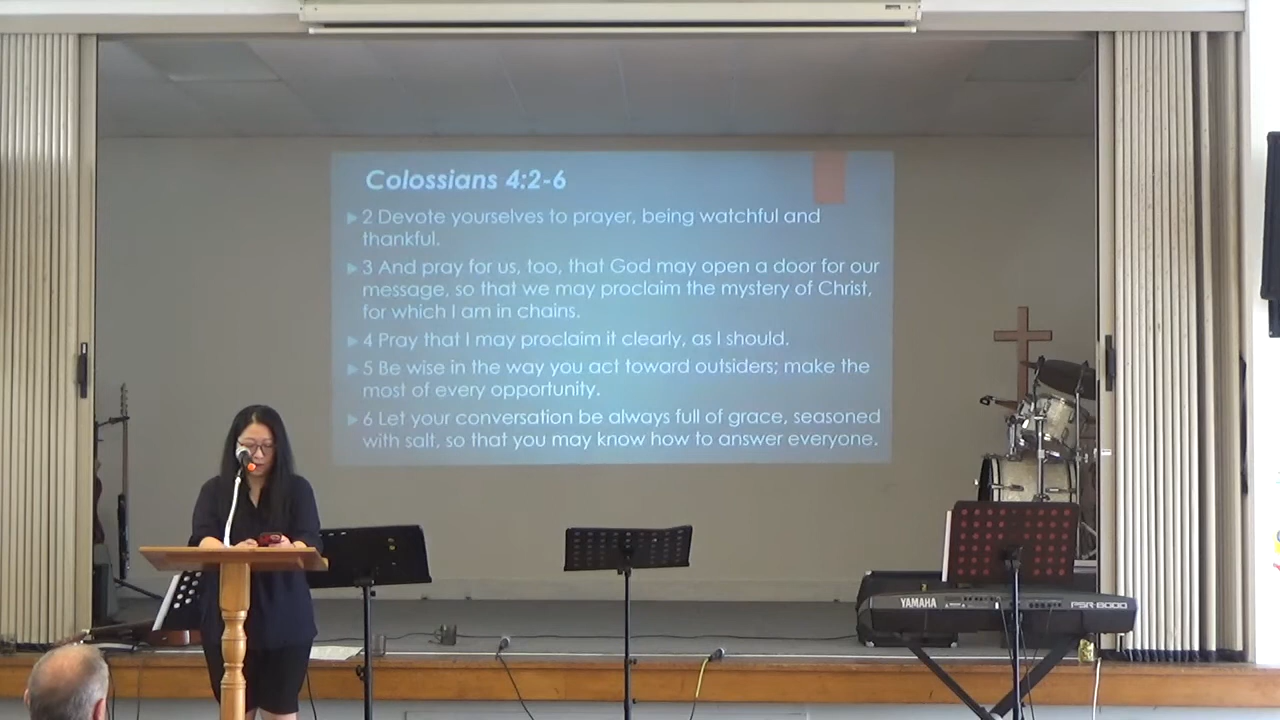 Colossians 4:2-6
2 Devote yourselves to prayer, being watchful and
thankful.
3 And pray for us, too, that God may open a door for our
message, so that we may proclaim the mystery of Christ,
for which I am in chains.
4 Pray that I may proclaim it clearly, as I should.
5 Be wise in the way you act toward outsiders; make the
most of every opportunity.
6 Let your conversation be always full of grace, seasoned
with salt, so that you may know how to answer everyone.
YAMAHA
PSR-8000